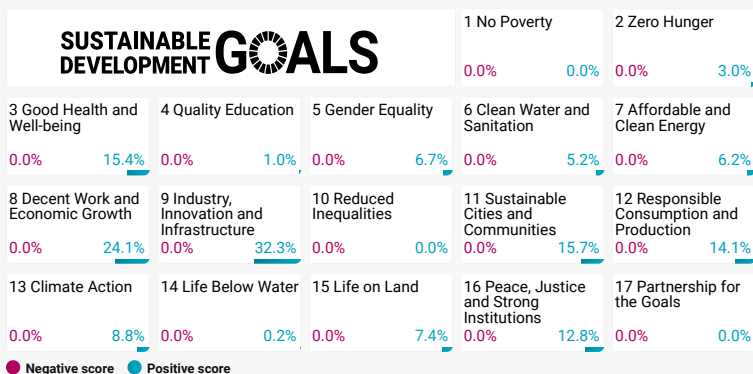 SUSTAINABLE
DEVELOPMENT
GOALS
1 No Poverty
0.0% 0.0%
2 Zero Hunger
0.0% 3.0%
3 Good Health and
Well-being
0.0% 15.4%
4 Quality Education
0.0% 1.0%
5 Gender Equality
0.0% 6.7%
6 Clean Water and
Sanitation
0.0% 5.2%
7 Affordable and
Clean Energy
0.0% 6.2%
8 Decent Work and
Economic Growth
0.0% 24.1%
9 Industry,
Innovation and
Infrastructure
0.0% 32.3%
10 Reduced
Inequalities
0.0% 0.0%
11 Sustainable
Cities and
Communities
0.0% 15.7%
12 Responsible
Consumption and
Production
0.0% 14.1%
13 Climate Action
0.0% 8.8%
14 Life Below Water
0.0% 0.2%
15 Life on Land
0.0% 7.4%
16 Peace, Justice
and Strong
Institutions
0.0% 12.8%
17 Partnership for
the Goals
0.0% 0.0%
Negative score Positive score